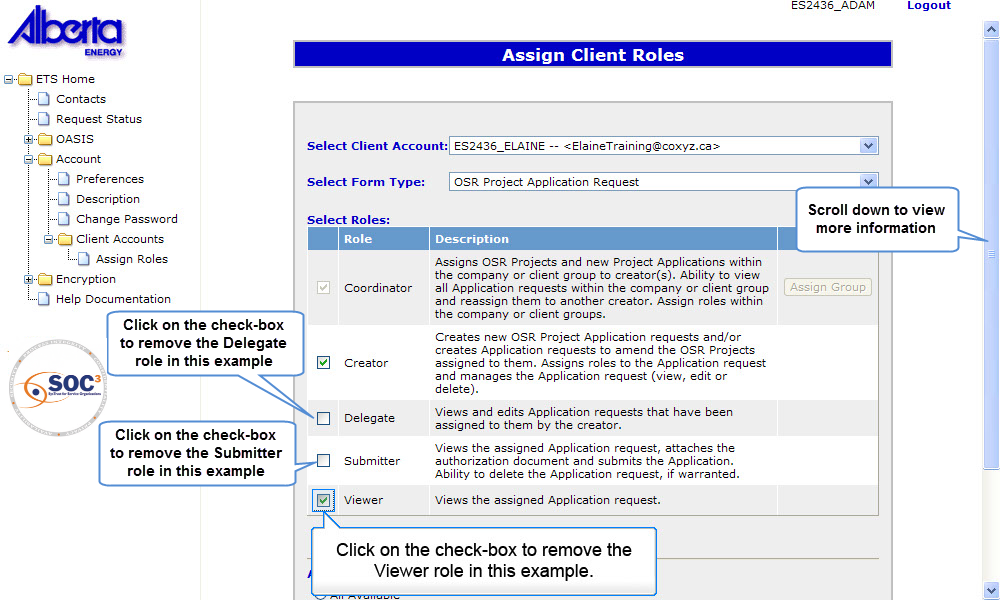 ES2436_ADAM
Logout
Alberta
ENERGY
Assign Client Roles
ETS Home
Contacts
Request Status
OASIS
Account
Preferences
Description
Change Password
Client Accounts
Assign Roles
Encryption
Help Documentation
Select Client Account:
ES2436_ELAINE -- <ElaineTraining@coxyz.ca>
Select Form Type:
OSR Project Application Request
Scroll down to view
more information
Select Roles:
Role
Description
Coordinator
Assigns OSR Projects and new Project Applications within
the company or client group to creator(s). Ability to view
all Application requests within the company or client group
and reassign them to another creator. Assign roles within
the company or client groups.
Assign Group
Creator
Creates new OSR Project Application requests and/or
creates Application requests to amend the OSR Projects
assigned to them. Assigns roles to the Application request
and manages the Application request (view, edit or
delete).
Click on the check-box
to remove the Delegate
role in this example
Delegate
Views and edits Application requests that have been
assigned to them by the creator.
SOC3
Click on the check-box
to remove the Submitter
role in this example
Submitter
Views the assigned Application request, attaches the
authorization document and submits the Application.
Ability to delete the Application request, if warranted.
Viewer
Views the assigned Application request.
Click on the check-box to remove the
Viewer role in this example.
All Available